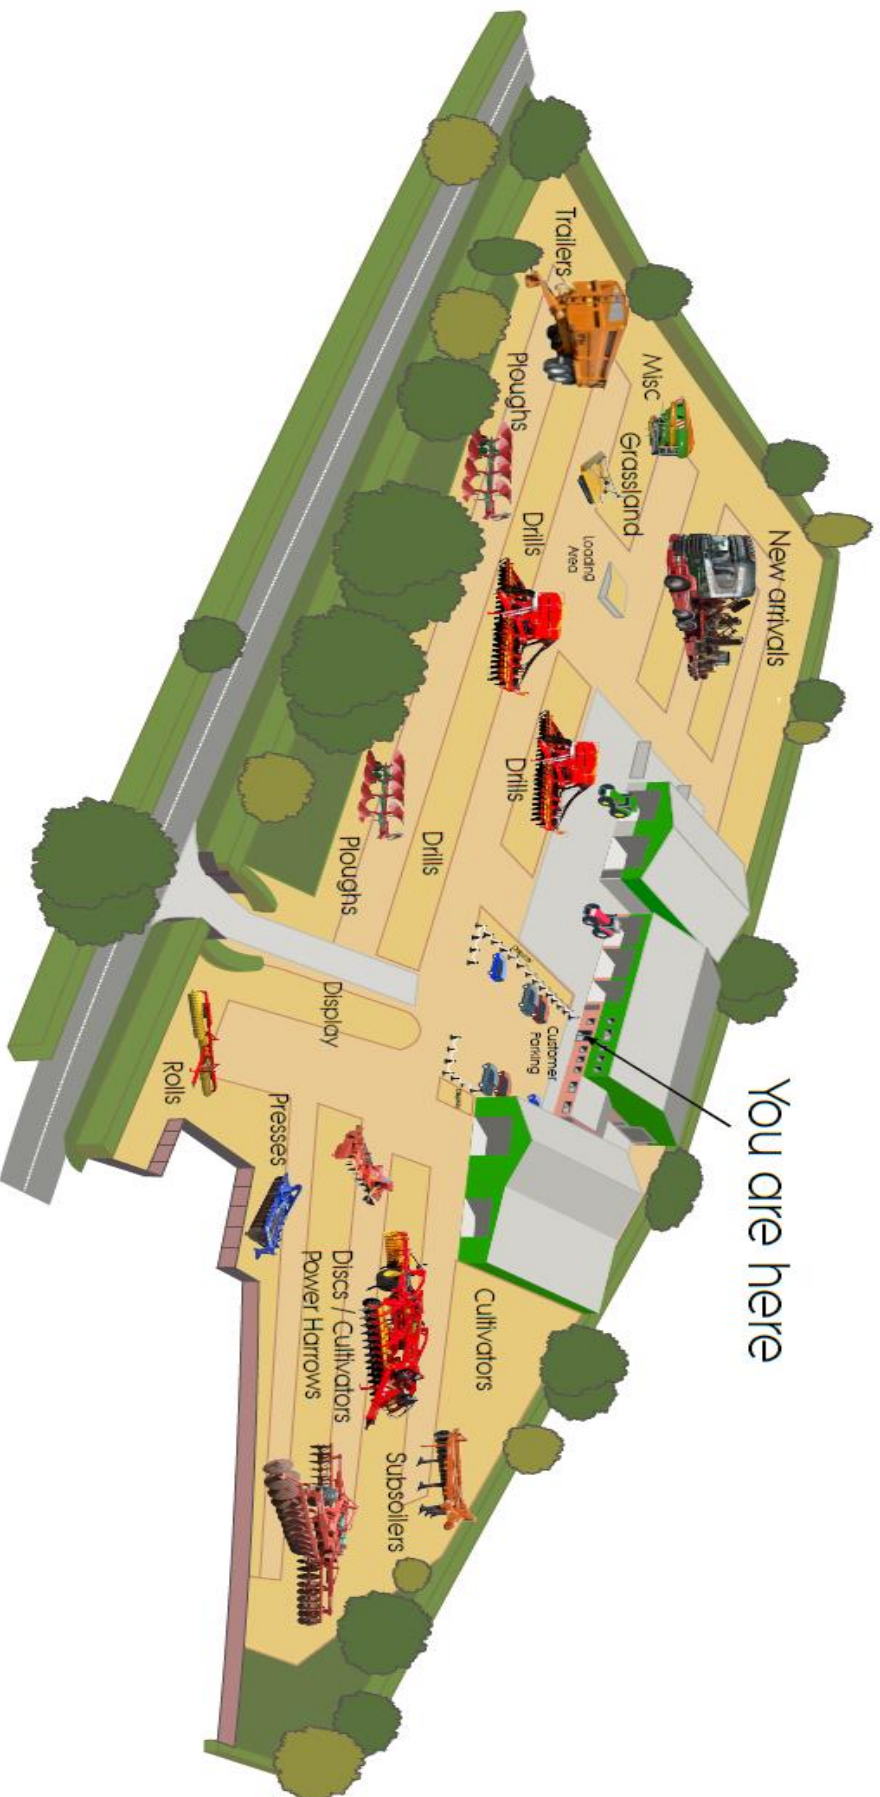 New arrivals
You are here
Misc
Grassland
Loading
Area
Trailers
Customer
Parking
Drills
Ploughs
Drills
Cultivators
Drills
Subsoilers
Ploughs
Discs / Cultivators
Power Harrows
Display
Presses
Rolls